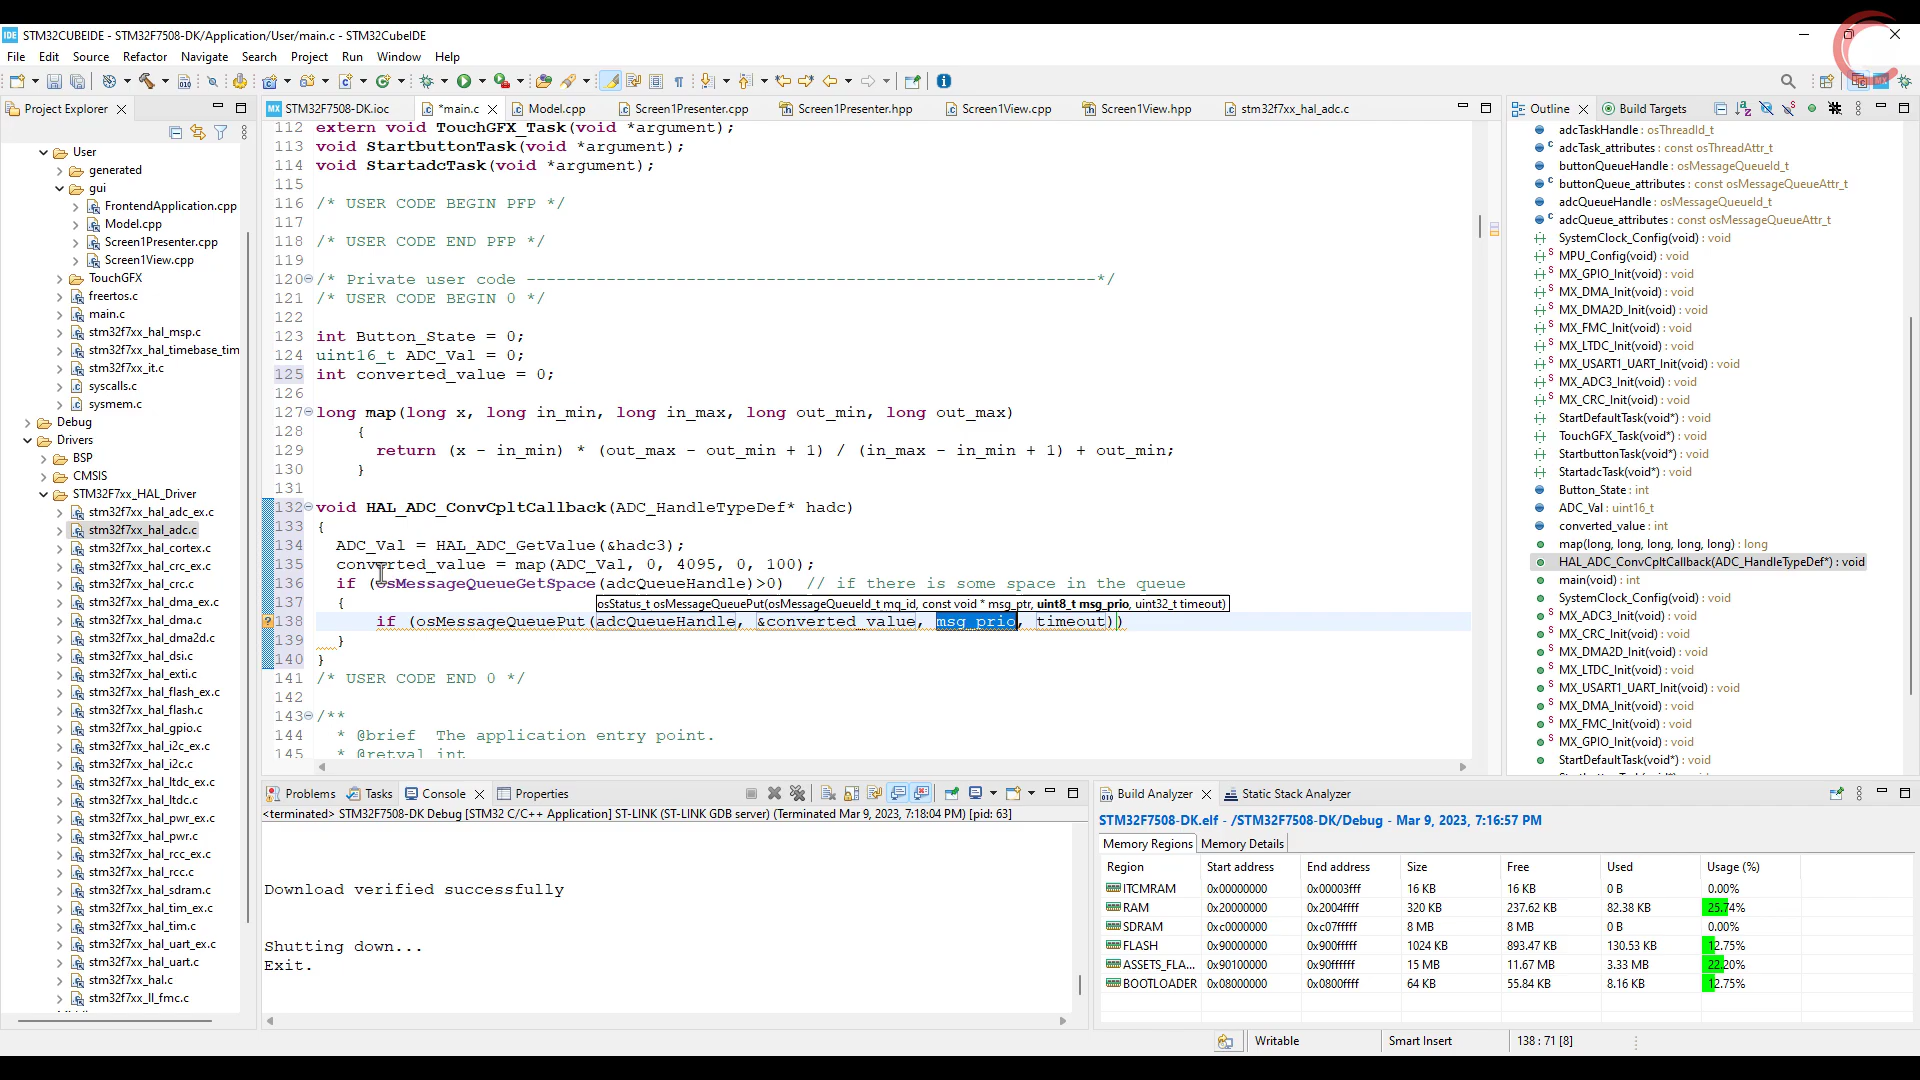 IDE STM32CUBEIDE - STM32F7508-DK/Application/User/main.c - STM32CubeIDE
File Edit Source Refactor Navigate Search Project Run Window Help
Project Explorer
User
generated
gui
FrontendApplication.cpp
Model.cpp
Screen1Presenter.cpp
Screen1View.cpp
TouchGFX
freertos.c
main.c
stm32f7xx_hal_msp.c
stm32f7xx_hal_timebase_tim
stm32f7xx_it.c
syscalls.c
sysmem.c
Debug
Drivers
BSP
CMSIS
STM32F7xx_HAL_Driver
stm32f7xx_hal_adc_ex.c
stm32f7xx_hal_adc.c
stm32f7xx_hal_cortex.c
stm32f7xx_hal_crc_ex.c
stm32f7xx_hal_crc.c
stm32f7xx_hal_dma_ex.c
stm32f7xx_hal_dma.c
stm32f7xx_hal_dma2d.c
stm32f7xx_hal_dsi.c
stm32f7xx_hal_exti.c
stm32f7xx_hal_flash_ex.c
stm32f7xx_hal_flash.c
stm32f7xx_hal_gpio.c
stm32f7xx_hal_i2c_ex.c
stm32f7xx_hal_i2c.c
stm32f7xx_hal_ltdc_ex.c
stm32f7xx_hal_ltdc.c
stm32f7xx_hal_pwr_ex.c
stm32f7xx_hal_pwr.c
stm32f7xx_hal_rcc_ex.c
stm32f7xx_hal_rcc.c
stm32f7xx_hal_sdram.c
stm32f7xx_hal_tim_ex.c
stm32f7xx_hal_tim.c
stm32f7xx_hal_uart_ex.c
stm32f7xx_hal_uart.c
stm32f7xx_hal.c
stm32f7xx_ll_fmc.c
MX STM32F7508-DK.ioc *main.c Model.cpp Screen1Presenter.cpp Screen1Presenter.hpp Screen1View.cpp Screen1View.hpp stm32f7xx_hal_adc.c
112 extern void TouchGFX_Task(void *argument);
113 void StartbuttonTask(void *argument);
114 void StartadcTask(void *argument);
115
116 /* USER CODE BEGIN PFP */
117
118 /* USER CODE END PFP */
119
120 /* Private user code ---------------------------------------------------------*/
121 /* USER CODE BEGIN 0 */
122
123 int Button_State = 0;
124 uint16_t ADC_Val = 0;
125 int converted_value = 0;
126
127 long map(long x, long in_min, long in_max, long out_min, long out_max)
128 {
129 return (x - in_min) * (out_max - out_min + 1) / (in_max - in_min + 1) + out_min;
130 }
131
132 void HAL_ADC_ConvCpltCallback(ADC_HandleTypeDef* hadc)
133 {
134 ADC_Val = HAL_ADC_GetValue(&hadc3);
135 converted_value = map(ADC_Val, 0, 4095, 0, 100);
136 if (osMessageQueueGetSpace(adcQueueHandle)>0) // if there is some space in the queue
137 {
osStatus_t osMessageQueuePut(osMessageQueueId_t mq_id, const void * msg_ptr, uint8_t msg_prio, uint32_t timeout)
138 if (osMessageQueuePut(adcQueueHandle, &converted_value, msg_prio, timeout))
139 }
140 }
141 /* USER CODE END 0 */
142
143 /**
144 * @brief The application entry point.
145 * @retval int
Outline Build Targets
adcTaskHandle : osThreadId_t
adcTask_attributes : const osThreadAttr_t
buttonQueueHandle : osMessageQueueId_t
buttonQueue_attributes : const osMessageQueueAttr_t
adcQueueHandle : osMessageQueueId_t
adcQueue_attributes : const osMessageQueueAttr_t
SystemClock_Config(void) : void
MPU_Config(void) : void
MX_GPIO_Init(void) : void
MX_DMA_Init(void) : void
MX_DMA2D_Init(void) : void
MX_FMC_Init(void) : void
MX_LTDC_Init(void) : void
MX_USART1_UART_Init(void) : void
MX_ADC3_Init(void) : void
MX_CRC_Init(void) : void
StartDefaultTask(void*) : void
TouchGFX_Task(void*) : void
StartbuttonTask(void*) : void
StartadcTask(void*) : void
Button_State : int
ADC_Val : uint16_t
converted_value : int
map(long, long, long, long, long) : long
HAL_ADC_ConvCpltCallback(ADC_HandleTypeDef*) : void
main(void) : int
SystemClock_Config(void) : void
MX_ADC3_Init(void) : void
MX_CRC_Init(void) : void
MX_DMA2D_Init(void) : void
MX_LTDC_Init(void) : void
MX_USART1_UART_Init(void) : void
MX_DMA_Init(void) : void
MX_FMC_Init(void) : void
MX_GPIO_Init(void) : void
StartDefaultTask(void*) : void
Problems Tasks Console Properties
<terminated> STM32F7508-DK Debug [STM32 C/C++ Application] ST-LINK (ST-LINK GDB server) (Terminated Mar 9, 2023, 7:18:04 PM) [pid: 63]
Download verified successfully
Shutting down...
Exit.
Build Analyzer Static Stack Analyzer
STM32F7508-DK.elf - /STM32F7508-DK/Debug - Mar 9, 2023, 7:16:57 PM
Memory Regions Memory Details
Region Start address End address Size Free Used Usage (%)
ITCMRAM 0x00000000 0x00003fff 16 KB 16 KB 0 B 0.00%
RAM 0x20000000 0x2004ffff 320 KB 237.62 KB 82.38 KB 25.74%
SDRAM 0xc0000000 0xc07fffff 8 MB 8 MB 0 B 0.00%
FLASH 0x90000000 0x900fffff 1024 KB 893.47 KB 130.53 KB 12.75%
ASSETS_FLA... 0x90100000 0x90ffffff 15 MB 11.67 MB 3.33 MB 22.20%
BOOTLOADER 0x08000000 0x0800ffff 64 KB 55.84 KB 8.16 KB 12.75%
Writable Smart Insert 138 : 71 [8]